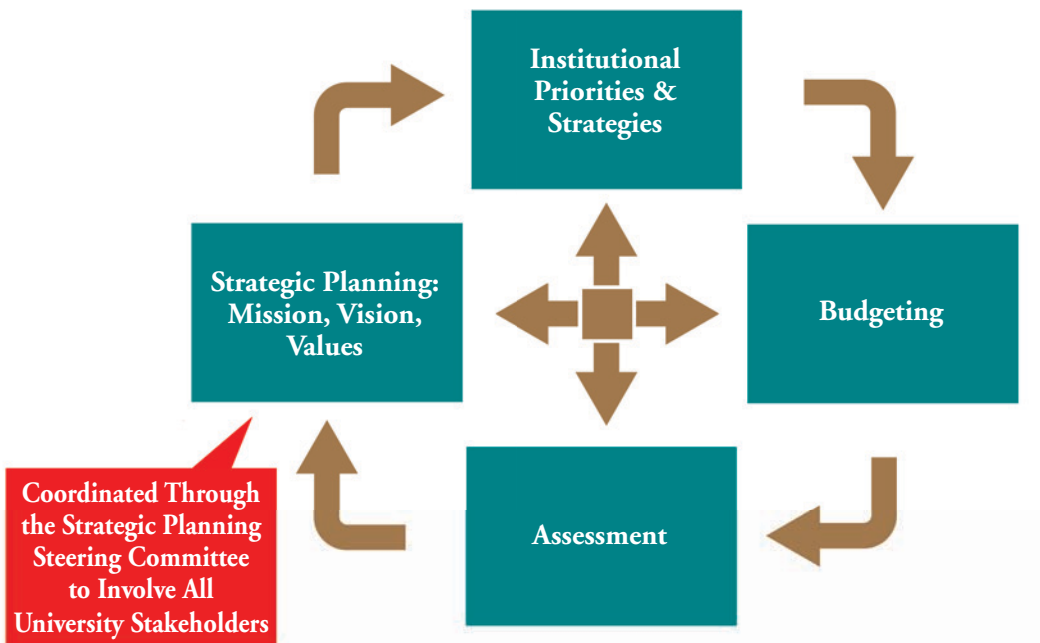 Institutional
Priorities &
Strategies
Strategic Planning:
Mission, Vision,
Values
Budgeting
Assessment
Coordinated Through
the Strategic Planning
Steering Committee
to Involve All
University Stakeholders